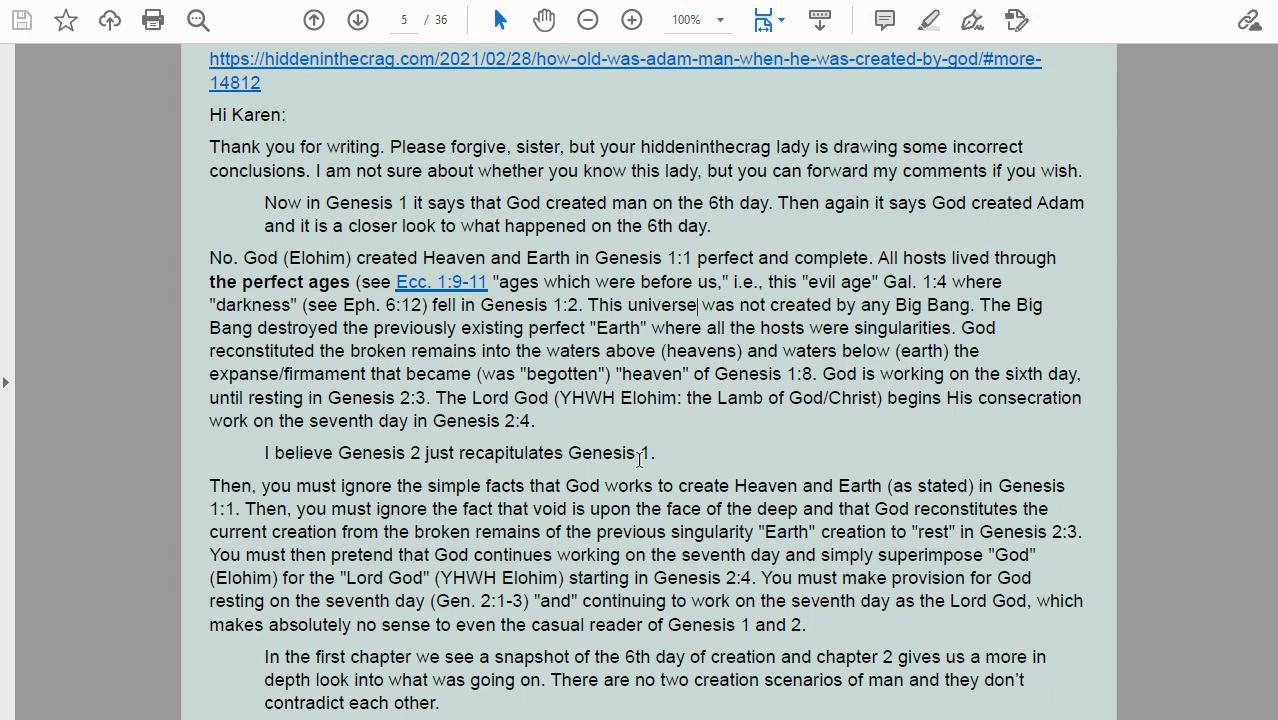 5 / 36
100%
https://hiddeninthecrag.com/2021/02/28/how-old-was-adam-man-when-he-was-created-by-god/#more-
14812
Hi Karen:
Thank you for writing. Please forgive, sister, but your hiddeninthecrag lady is drawing some incorrect
conclusions. I am not sure about whether you know this lady, but you can forward my comments if you wish.
Now in Genesis 1 it says that God created man on the 6th day. Then again it says God created Adam
and it is a closer look to what happened on the 6th day.
No. God (Elohim) created Heaven and Earth in Genesis 1:1 perfect and complete. All hosts lived through
the perfect ages (see Ecc. 1:9-11 "ages which were before us," i.e., this "evil age" Gal. 1:4 where
"darkness" (see Eph. 6:12) fell in Genesis 1:2. This universe was not created by any Big Bang. The Big
Bang destroyed the previously existing perfect "Earth" where all the hosts were singularities. God
reconstituted the broken remains into the waters above (heavens) and waters below (earth) the
expanse/firmament that became (was "begotten") "heaven" of Genesis 1:8. God is working on the sixth day,
until resting in Genesis 2:3. The Lord God (YHWH Elohim: the Lamb of God/Christ) begins His consecration
work on the seventh day in Genesis 2:4.
I believe Genesis 2 just recapitulates Genesis 1.
Then, you must ignore the simple facts that God works to create Heaven and Earth (as stated) in Genesis
1:1. Then, you must ignore the fact that void is upon the face of the deep and that God reconstitutes the
current creation from the broken remains of the previous singularity "Earth" creation to "rest" in Genesis 2:3.
You must then pretend that God continues working on the seventh day and simply superimpose "God"
(Elohim) for the "Lord God" (YHWH Elohim) starting in Genesis 2:4. You must make provision for God
resting on the seventh day (Gen. 2:1-3) "and" continuing to work on the seventh day as the Lord God, which
makes absolutely no sense to even the casual reader of Genesis 1 and 2.
In the first chapter we see a snapshot of the 6th day of creation and chapter 2 gives us a more in
depth look into what was going on. There are no two creation scenarios of man and they don't
contradict each other.